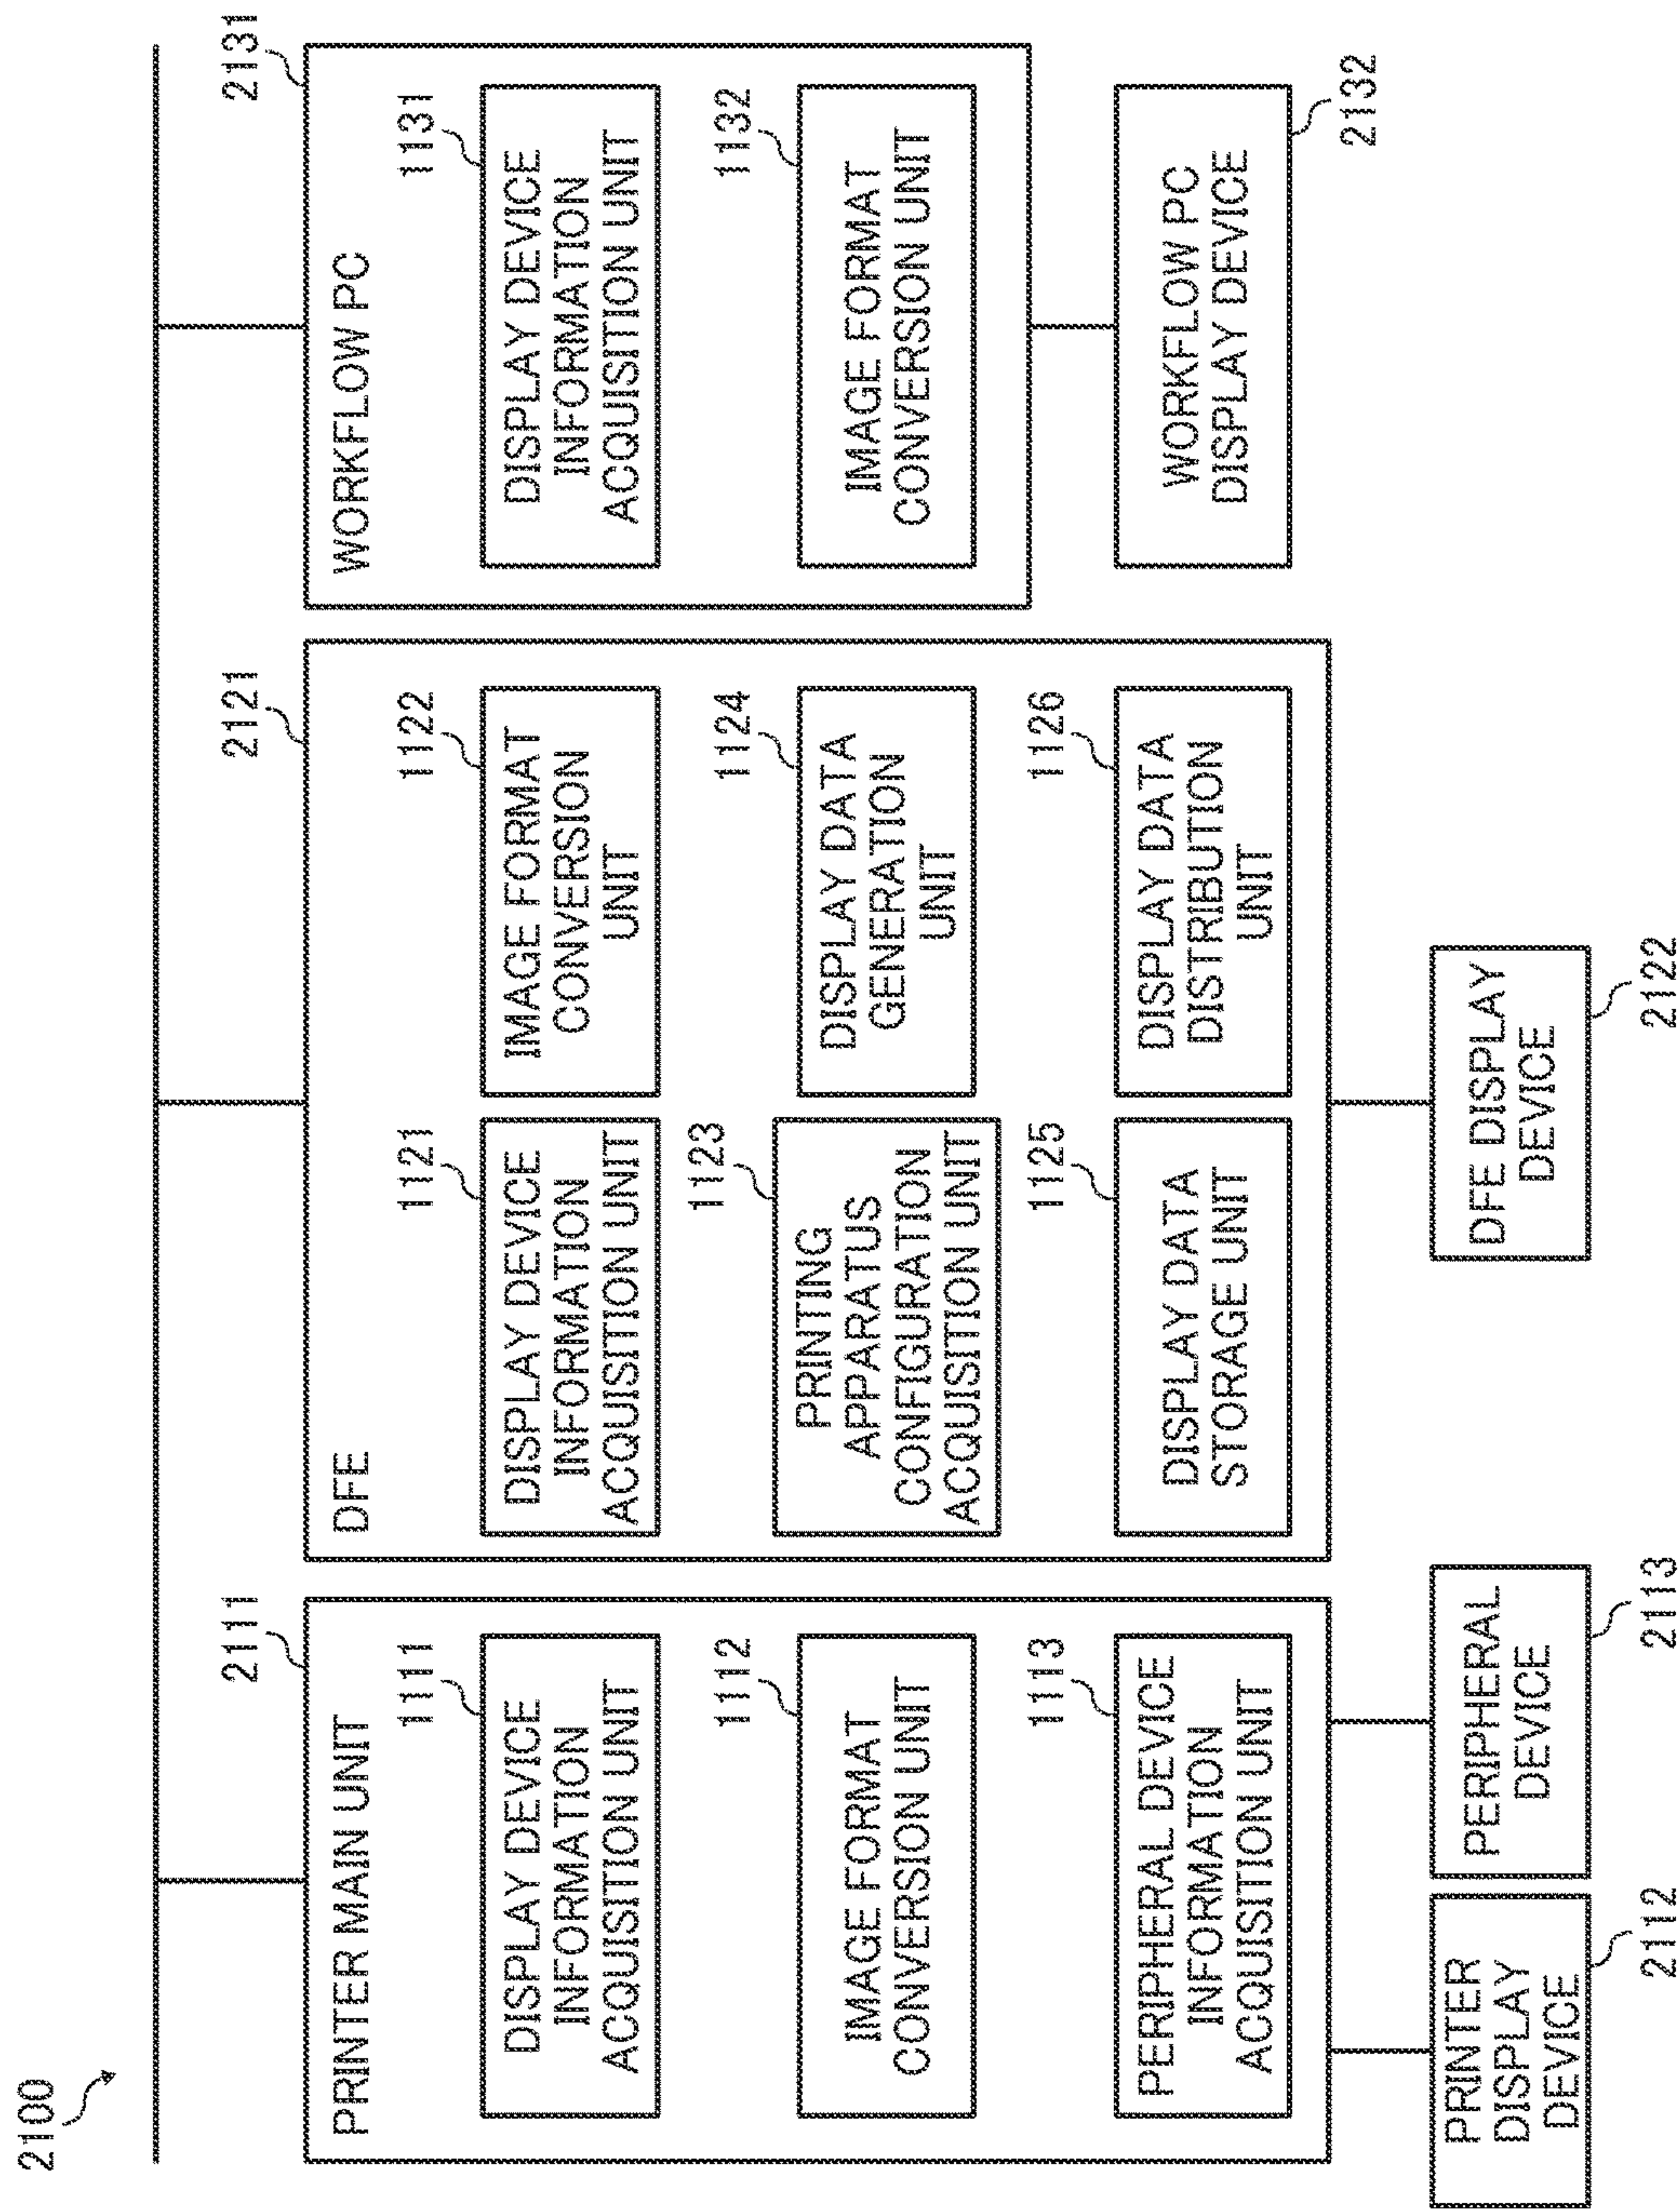 2100
2111
PRINTER MAIN UNIT
1111
DISPLAY DEVICE
INFORMATION
ACQUISITION UNIT
1112
IMAGE FORMAT
CONVERSION UNIT
1113
PERIPHERAL DEVICE
INFORMATION
ACQUISITION UNIT
PRINTER
DISPLAY
DEVICE
2112
PERIPHERAL
DEVICE
2113
2121
DFE
1121
DISPLAY DEVICE
INFORMATION
ACQUISITION UNIT
1122
IMAGE FORMAT
CONVERSION
UNIT
1123
PRINTING
APPARATUS
CONFIGURATION
ACQUISITION UNIT
1124
DISPLAY DATA
GENERATION
UNIT
1125
DISPLAY DATA
STORAGE UNIT
1126
DISPLAY DATA
DISTRIBUTION
UNIT
DFE DISPLAY
DEVICE
2122
2131
WORKFLOW PC
1131
DISPLAY DEVICE
INFORMATION
ACQUISITION UNIT
1132
IMAGE FORMAT
CONVERSION UNIT
WORKFLOW PC
DISPLAY DEVICE
2132